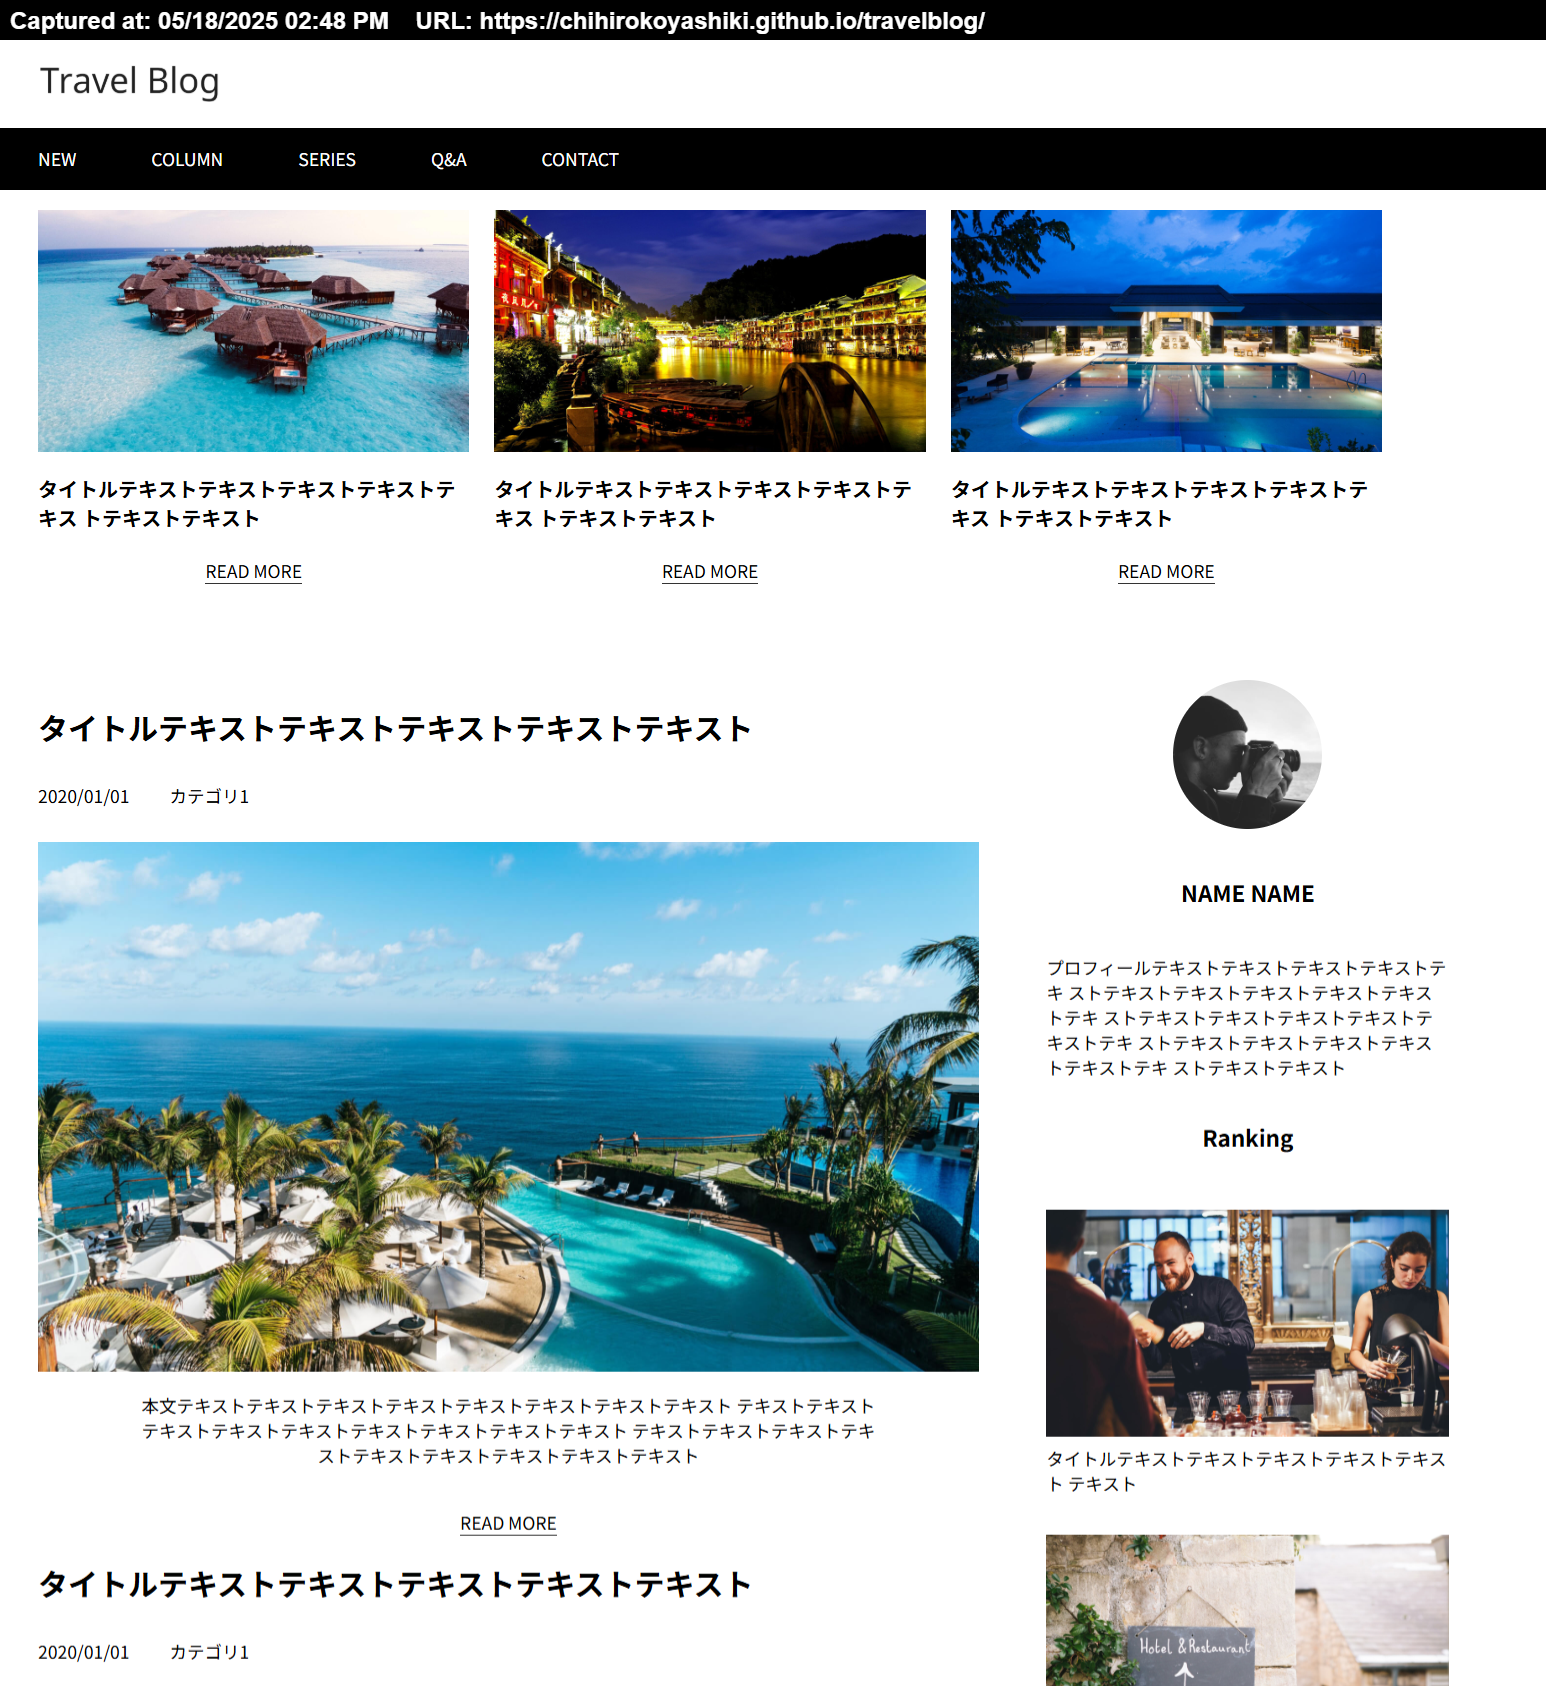 Captured at: 05/18/2025 02:48 PM    URL: https://chihirokoyashiki.github.io/travelblog/
Travel Blog
NEW COLUMN SERIES Q&A CONTACT
タイトルテキストテキストテキストテキストテ
キス トテキストテキスト
READ MORE
タイトルテキストテキストテキストテキストテ
キス トテキストテキスト
READ MORE
タイトルテキストテキストテキストテキストテ
キス トテキストテキスト
READ MORE
タイトルテキストテキストテキストテキストテキスト
2020/01/01 カテゴリ1
本文テキストテキストテキストテキストテキストテキストテキストテキスト テキストテキスト
テキストテキストテキストテキストテキストテキストテキスト テキストテキストテキストテキ
ストテキストテキストテキストテキストテキスト
READ MORE
タイトルテキストテキストテキストテキストテキスト
2020/01/01 カテゴリ1
NAME NAME
プロフィールテキストテキストテキストテキストテ
キ ストテキストテキストテキストテキストテキス
トテキ ストテキストテキストテキストテキストテ
キストテキ ストテキストテキストテキストテキス
トテキストテキ ストテキストテキスト
Ranking
タイトルテキストテキストテキストテキストテキス
ト テキスト
Hotel & Restaurant